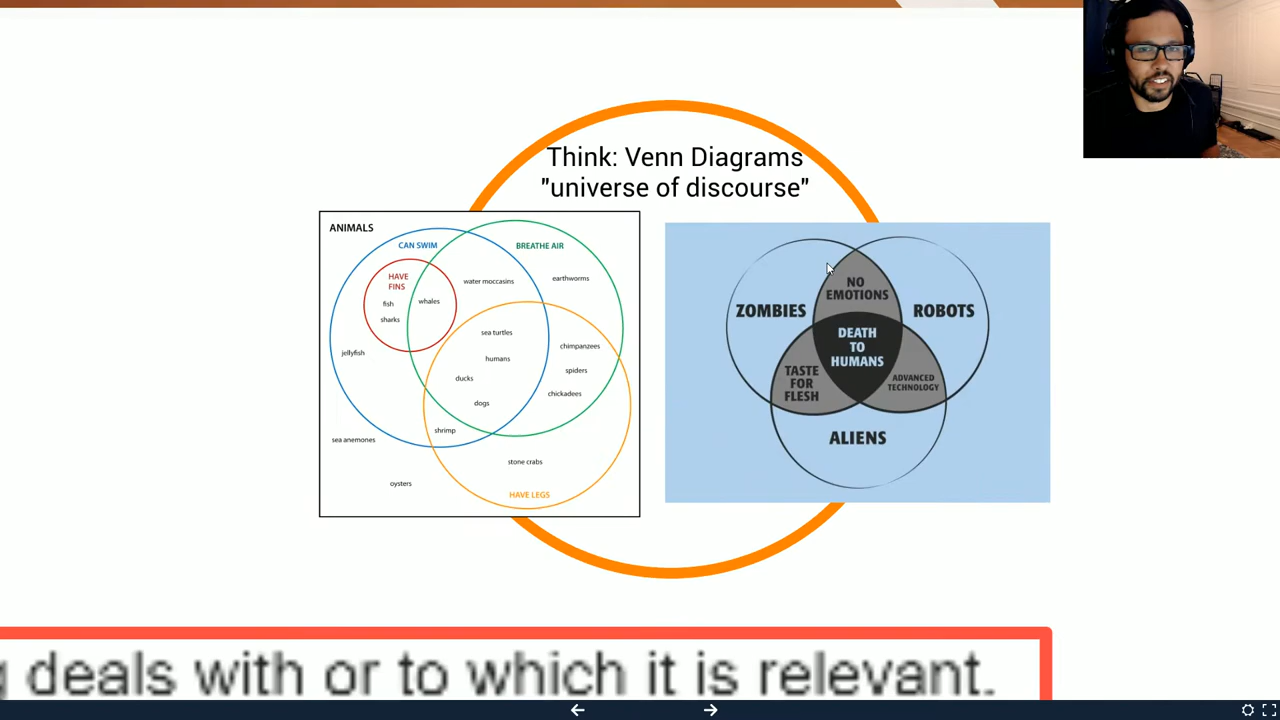 Think: Venn Diagrams
"universe of discourse"
ANIMALS
CAN SWIM
BREATHE AIR
HAVE
FINS
fish
whales
sharks
water moccasins
earthworms
sea turtles
humans
chimpanzees
jellyfish
spiders
ducks
chickadees
dogs
shrimp
sea anemones
stone crabs
oysters
HAVE LEGS
NO
EMOTIONS
ZOMBIES
ROBOTS
DEATH
TO
HUMANS
TASTE
FOR
FLESH
ADVANCED
TECHNOLOGY
ALIENS
deals with or to which it is relevant.